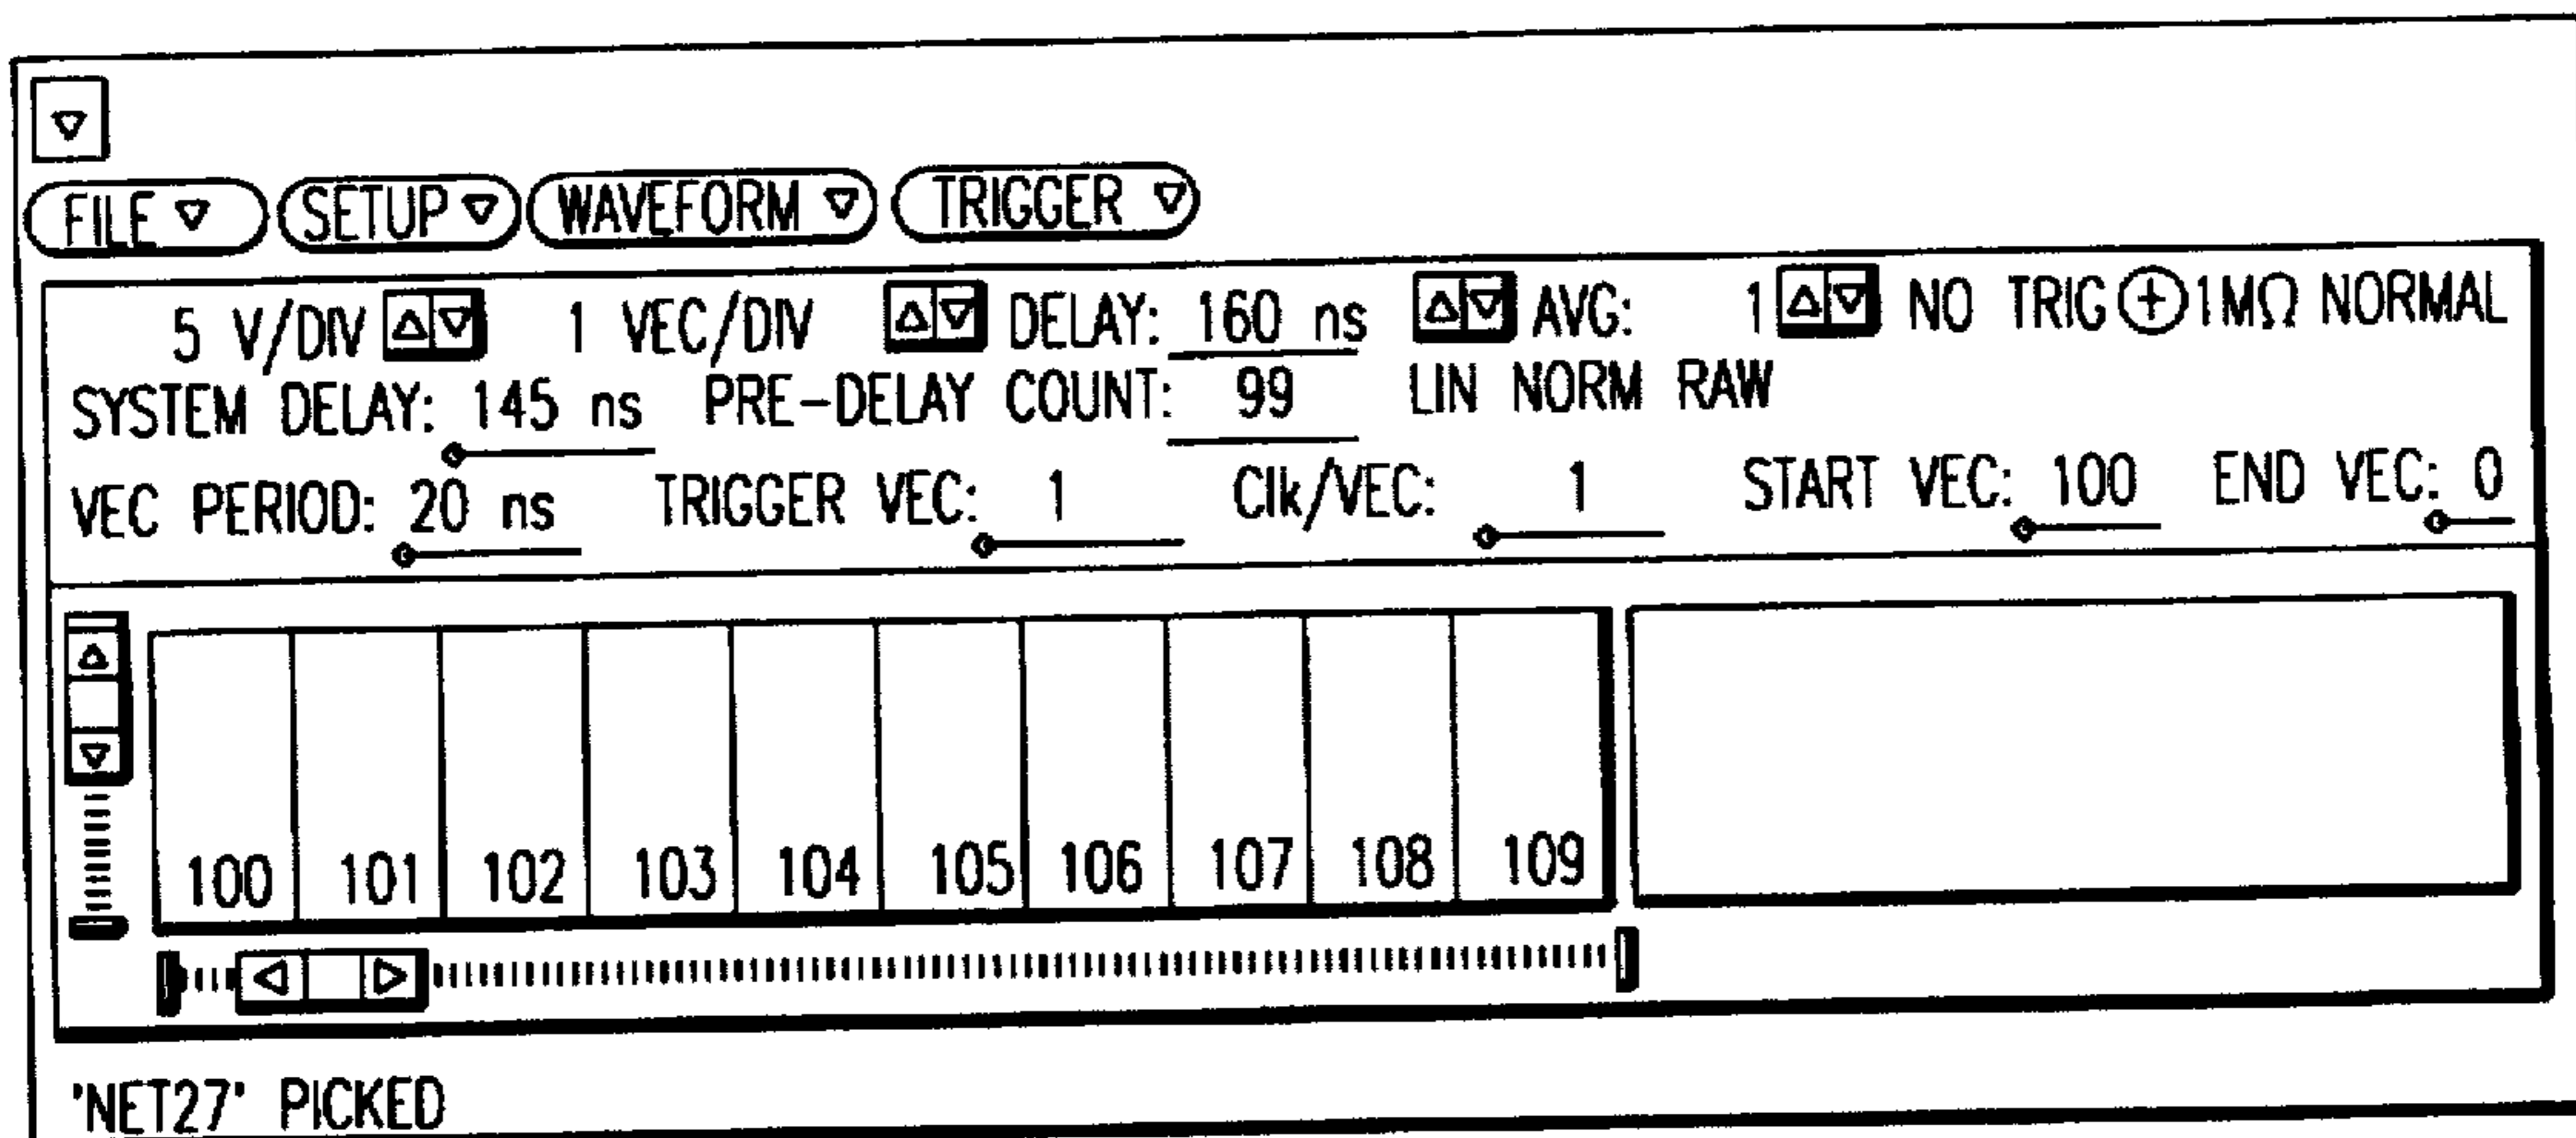 FILE SETUP WAVEFORM TRIGGER
5 V/DIV 1 VEC/DIV DELAY: 160 ns AVG: 1 NO TRIG 1MΩ NORMAL
SYSTEM DELAY: 145 ns PRE-DELAY COUNT: 99 LIN NORM RAW
VEC PERIOD: 20 ns TRIGGER VEC: 1 Clk/VEC: 1 START VEC: 100 END VEC: 0
100 101 102 103 104 105 106 107 108 109
'NET27' PICKED